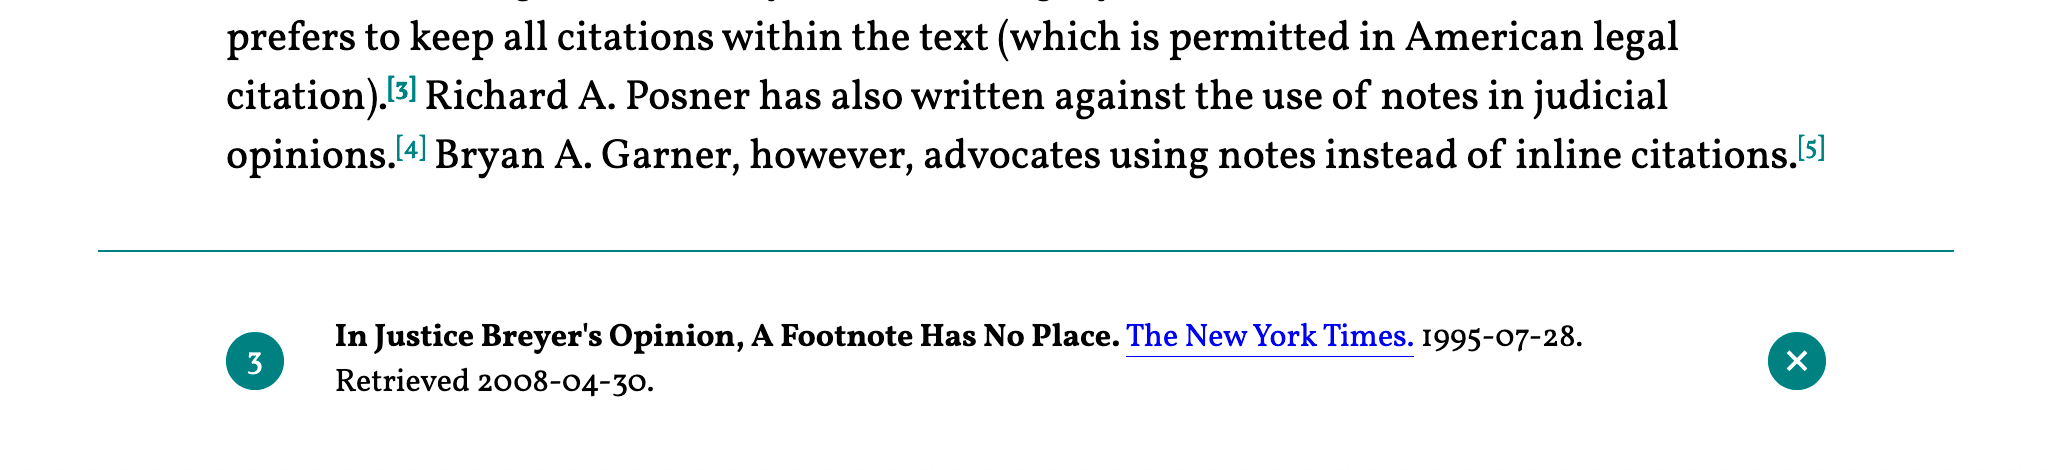 prefers to keep all citations within the text (which is permitted in American legal
citation).[3] Richard A. Posner has also written against the use of notes in judicial
opinions.[4] Bryan A. Garner, however, advocates using notes instead of inline citations.[5]
3
In Justice Breyer's Opinion, A Footnote Has No Place. The New York Times. 1995-07-28.
Retrieved 2008-04-30.